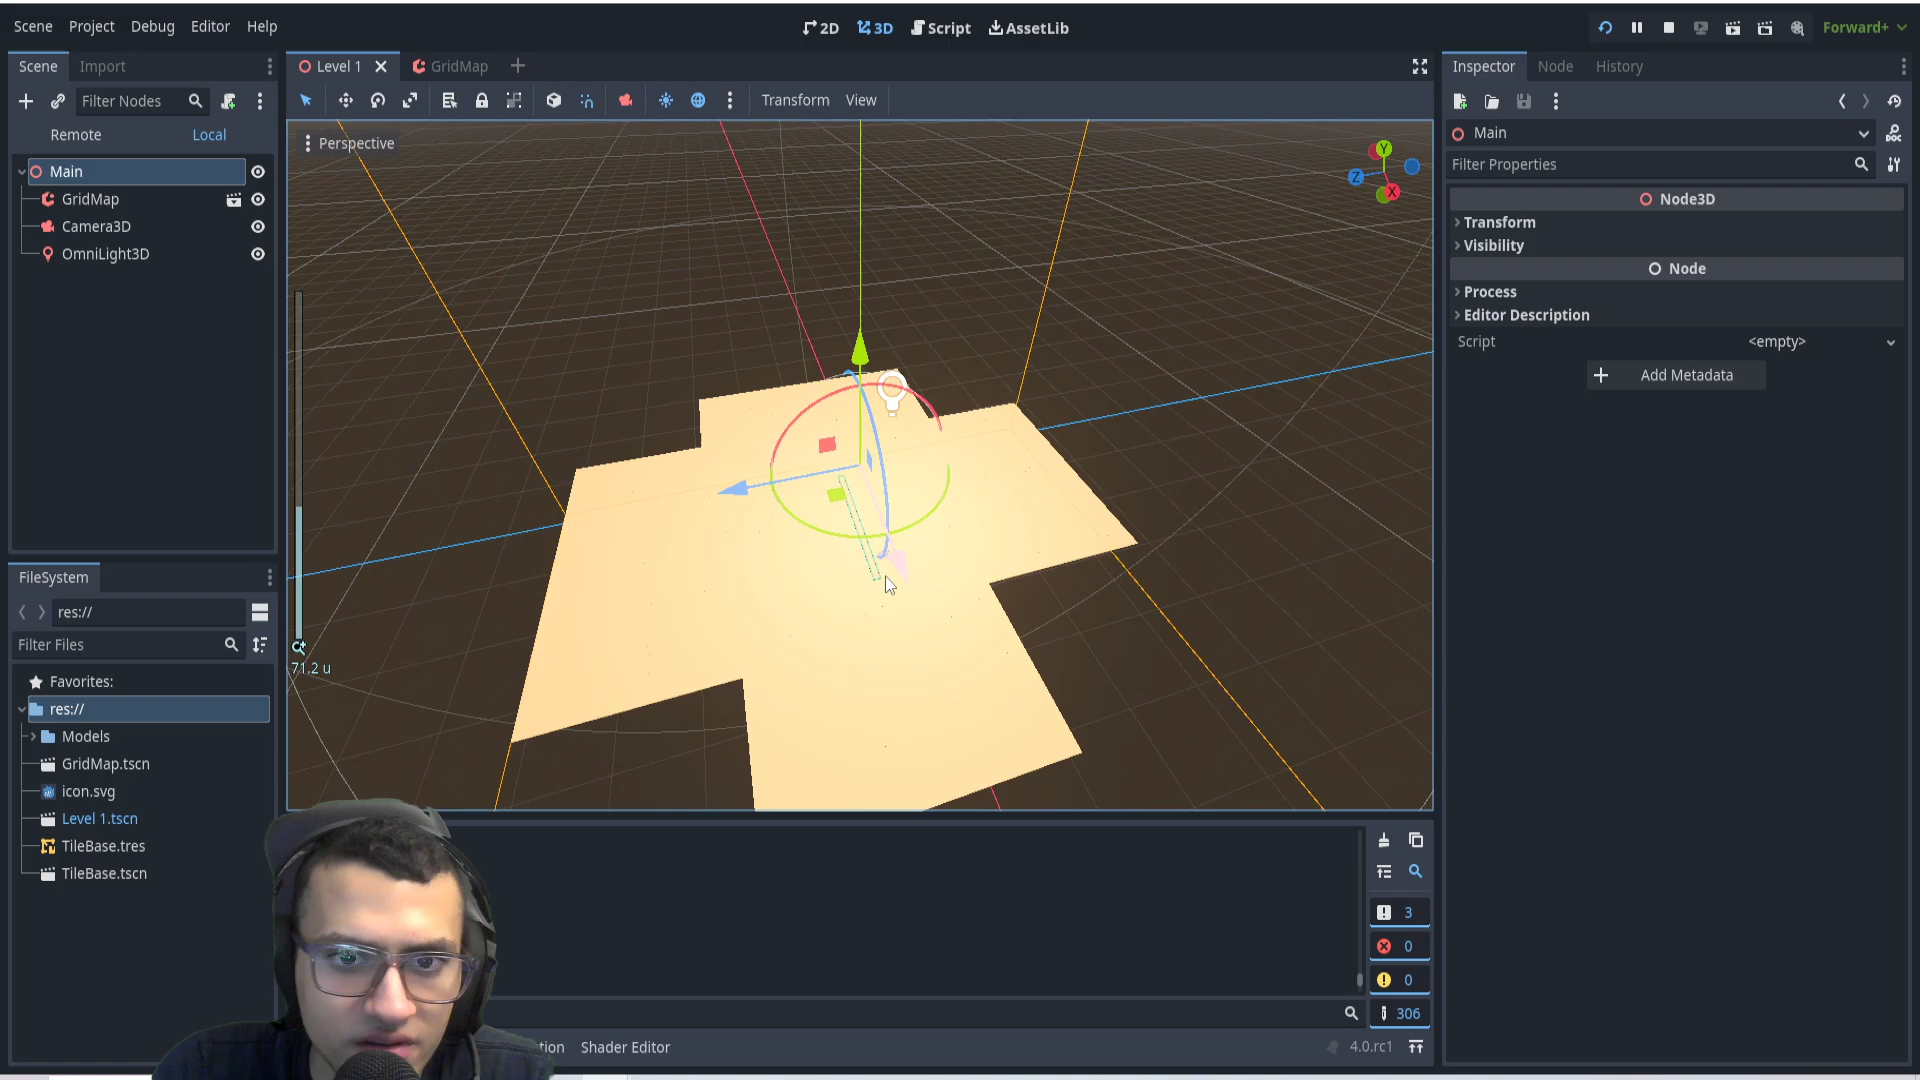 Scene Project Debug Editor Help
2D 3D Script AssetLib
Forward+
Scene Import
Filter Nodes
Remote Local
Main
GridMap
Camera3D
OmniLight3D
FileSystem
res://
Filter Files
Favorites:
res://
Models
GridMap.tscn
icon.svg
Level 1.tscn
TileBase.tres
TileBase.tscn
Level 1 GridMap
Transform View
Perspective
Y
Z
X
71.2 u
3
0
0
306
tion Shader Editor
4.0.rc1
Inspector Node History
Main
Filter Properties
Node3D
Transform
Visibility
Node
Process
Editor Description
Script <empty>
Add Metadata